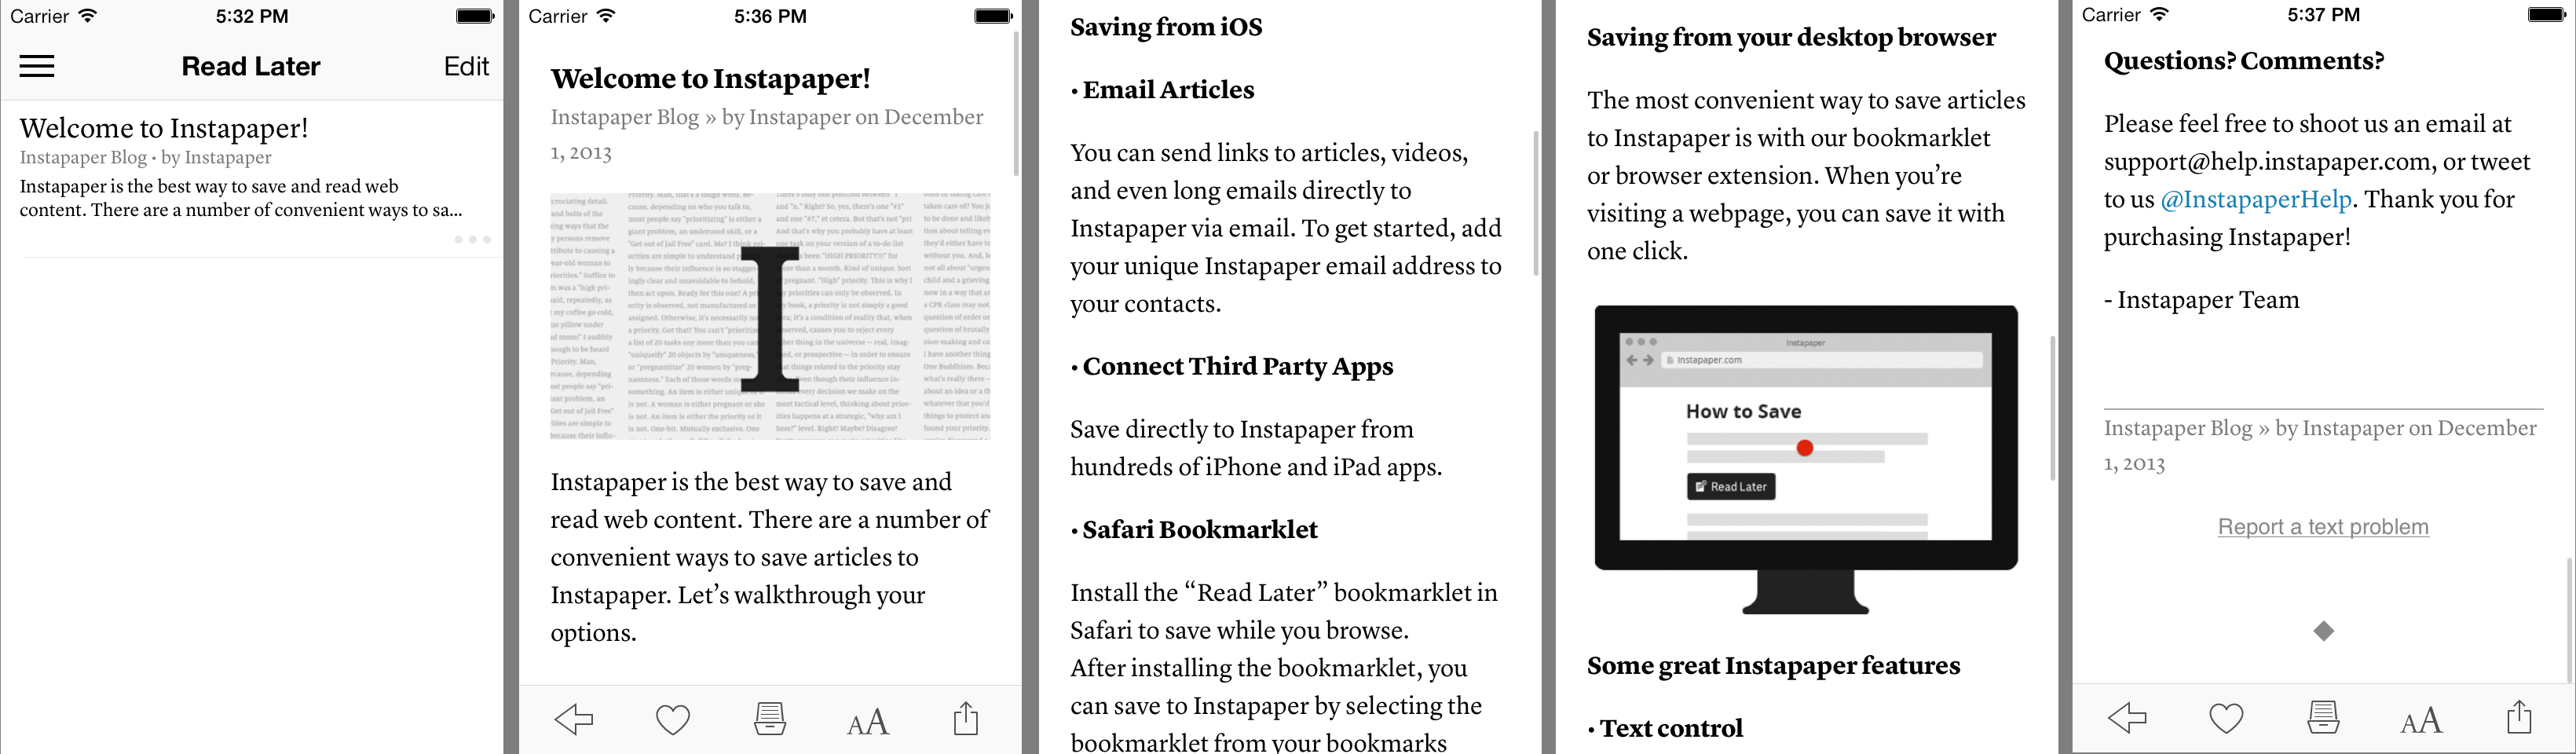 Carrier 5:32 PM
Read Later Edit
Welcome to Instapaper!
Instapaper Blog • by Instapaper
Instapaper is the best way to save and read web
content. There are a number of convenient ways to sa...
Carrier 5:36 PM
Welcome to Instapaper!
Instapaper Blog » by Instapaper on December
1, 2013
I
Instapaper is the best way to save and
read web content. There are a number of
convenient ways to save articles to
Instapaper. Let’s walkthrough your
options.
AA
Saving from iOS
• Email Articles
You can send links to articles, videos,
and even long emails directly to
Instapaper via email. To get started, add
your unique Instapaper email address to
your contacts.
• Connect Third Party Apps
Save directly to Instapaper from
hundreds of iPhone and iPad apps.
• Safari Bookmarklet
Install the “Read Later” bookmarklet in
Safari to save while you browse.
After installing the bookmarklet, you
can save to Instapaper by selecting the
bookmarklet from your bookmarks
Saving from your desktop browser
The most convenient way to save articles
to Instapaper is with our bookmarklet
or browser extension. When you’re
visiting a webpage, you can save it with
one click.
Instapaper
Instapaper.com
How to Save
Read Later
Some great Instapaper features
• Text control
Carrier 5:37 PM
Questions? Comments?
Please feel free to shoot us an email at
support@help.instapaper.com, or tweet
to us @InstapaperHelp. Thank you for
purchasing Instapaper!
- Instapaper Team
Instapaper Blog » by Instapaper on December
1, 2013
Report a text problem
AA